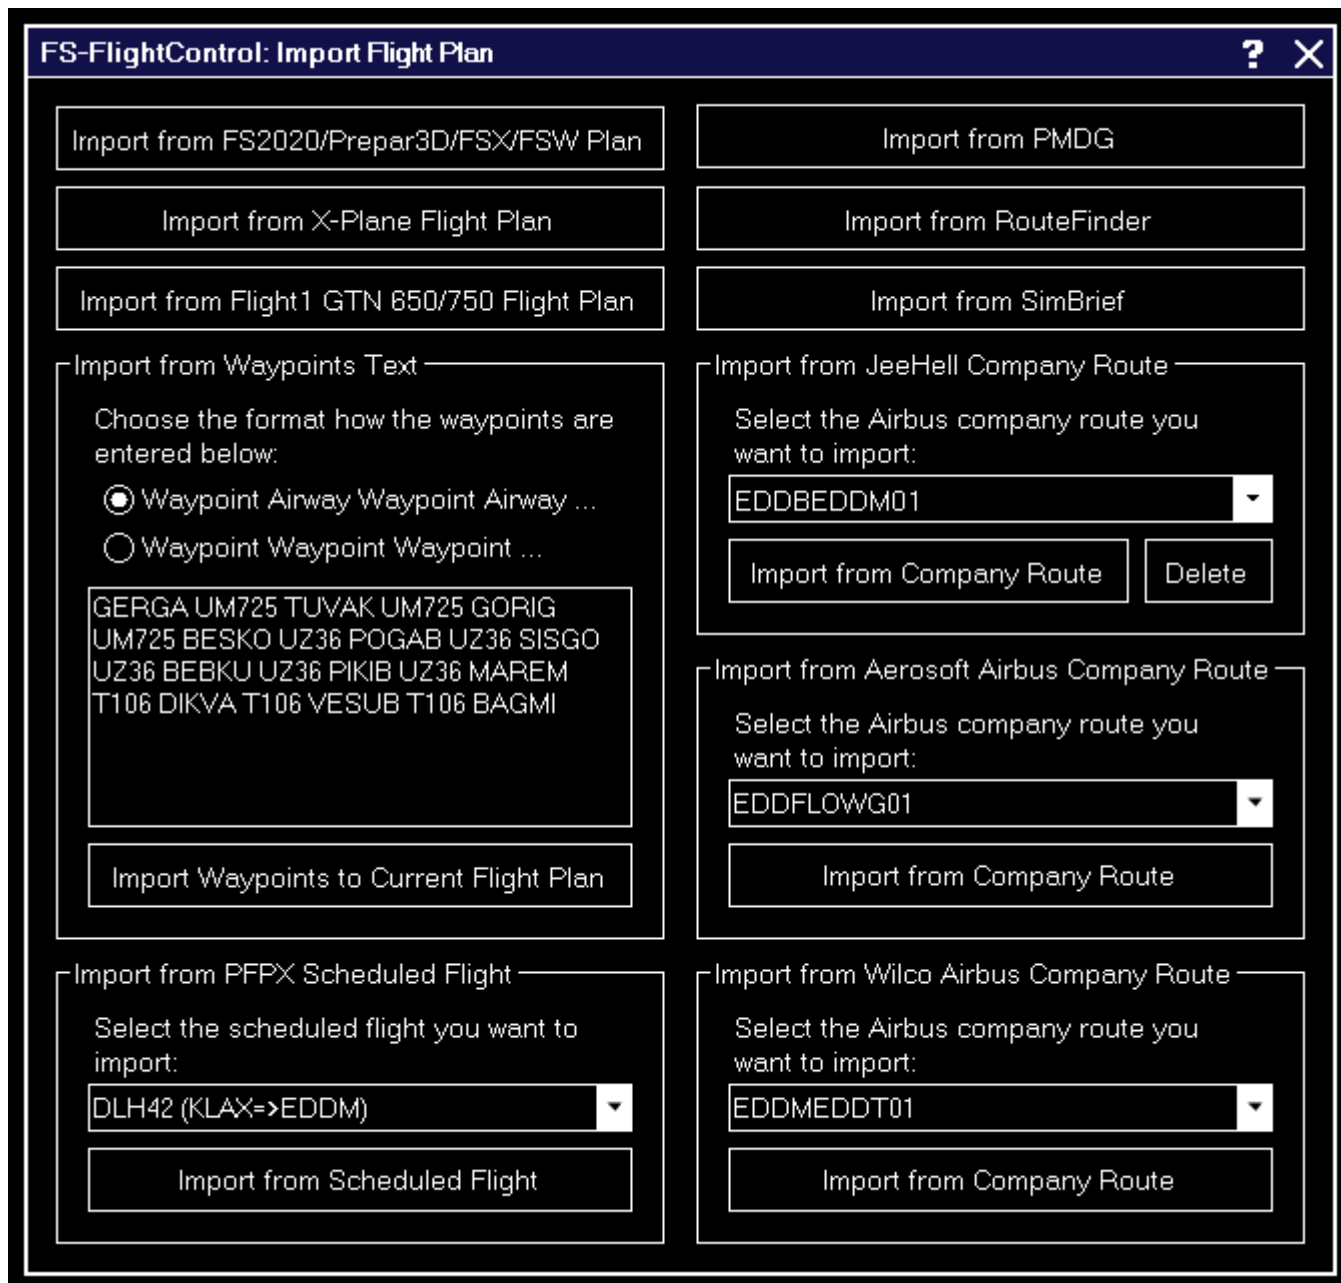 FS-FlightControl: Import Flight Plan
?
Import from FS2020/Prepar3D/FSX/FSW Plan
Import from X-Plane Flight Plan
Import from Flight1 GTN 650/750 Flight Plan
Import from PMDG
Import from RouteFinder
Import from SimBrief
Import from Waypoints Text
Choose the format how the waypoints are
entered below:
Waypoint Airway Waypoint Airway ...
Waypoint Waypoint Waypoint ...
GERGA UM725 TUVAK UM725 GORIG
UM725 BESKO UZ36 POGAB UZ36 SISGO
UZ36 BEBKU UZ36 PIKIB UZ36 MAREM
T106 DIKVA T106 VESUB T106 BAGMI
Import Waypoints to Current Flight Plan
Import from PFPX Scheduled Flight
Select the scheduled flight you want to
import:
DLH42 (KLAX=>EDDM)
Import from Scheduled Flight
Import from JeeHell Company Route
Select the Airbus company route you
want to import:
EDDBEDDM01
Import from Company Route
Delete
Import from Aerosoft Airbus Company Route
Select the Airbus company route you
want to import:
EDDFLOWG01
Import from Company Route
Import from Wilco Airbus Company Route
Select the Airbus company route you
want to import:
EDDMEDDT01
Import from Company Route